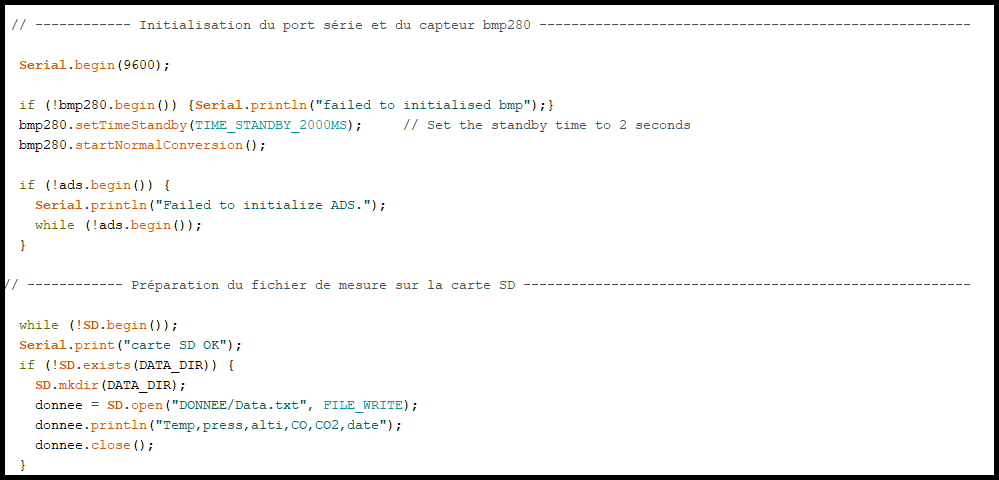 // ------------ Initialisation du port série et du capteur bmp280 ------------------------------------------------------
Serial.begin(9600);
if (!bmp280.begin()) {Serial.println("failed to initialised bmp");}
bmp280.setTimeStandby(TIME_STANDBY_2000MS);     // Set the standby time to 2 seconds
bmp280.startNormalConversion();
if (!ads.begin()) {
  Serial.println("Failed to initialize ADS.");
  while (!ads.begin());
}
// ------------ Préparation du fichier de mesure sur la carte SD --------------------------------------------------------
while (!SD.begin());
Serial.print("carte SD OK");
if (!SD.exists(DATA_DIR)) {
  SD.mkdir(DATA_DIR);
  donnee = SD.open("DONNEE/Data.txt", FILE_WRITE);
  donnee.println("Temp,press,alti,CO,CO2,date");
  donnee.close();
}